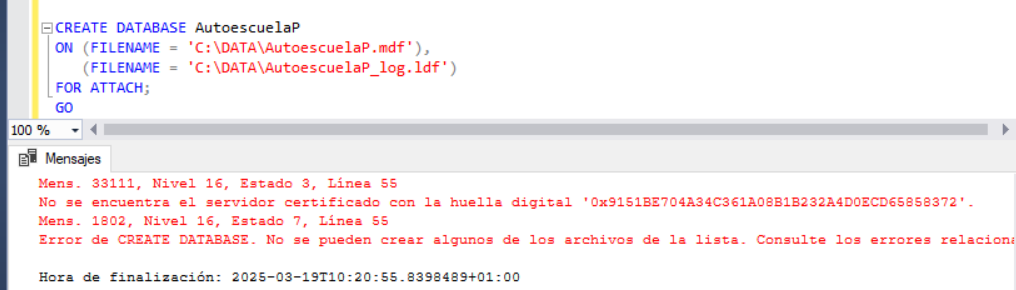 CREATE DATABASE AutoescuelaP
ON (FILENAME = 'C:\DATA\AutoescuelaP.mdf'),
(FILENAME = 'C:\DATA\AutoescuelaP_log.ldf')
FOR ATTACH;
GO
100 %
Mensajes
Mens. 33111, Nivel 16, Estado 3, Línea 55
No se encuentra el servidor certificado con la huella digital '0x9151BE704A34C361A08B1B232A4D0ECD65858372'.
Mens. 1802, Nivel 16, Estado 7, Línea 55
Error de CREATE DATABASE. No se pueden crear algunos de los archivos de la lista. Consulte los errores relaciona
Hora de finalización: 2025-03-19T10:20:55.8398489+01:00